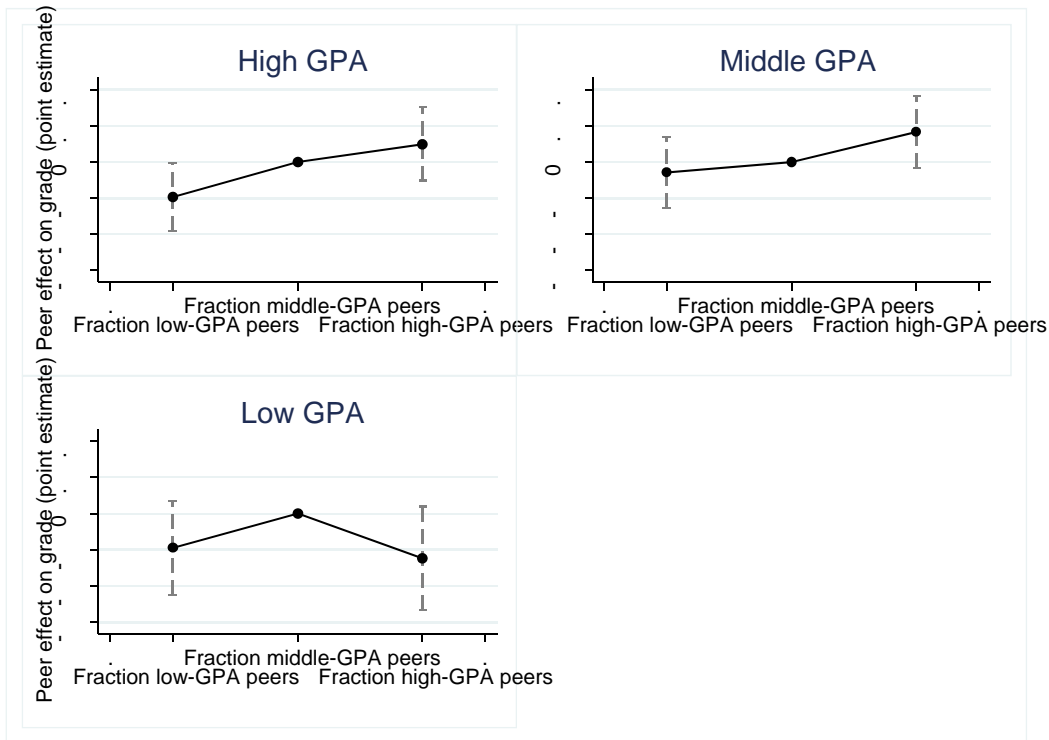 High GPA
Peer effect on grade (point estimate)
0
Fraction middle-GPA peers
Fraction low-GPA peers
Fraction high-GPA peers
Middle GPA
0
Fraction middle-GPA peers
Fraction low-GPA peers
Fraction high-GPA peers
Low GPA
Peer effect on grade (point estimate)
0
Fraction middle-GPA peers
Fraction low-GPA peers
Fraction high-GPA peers